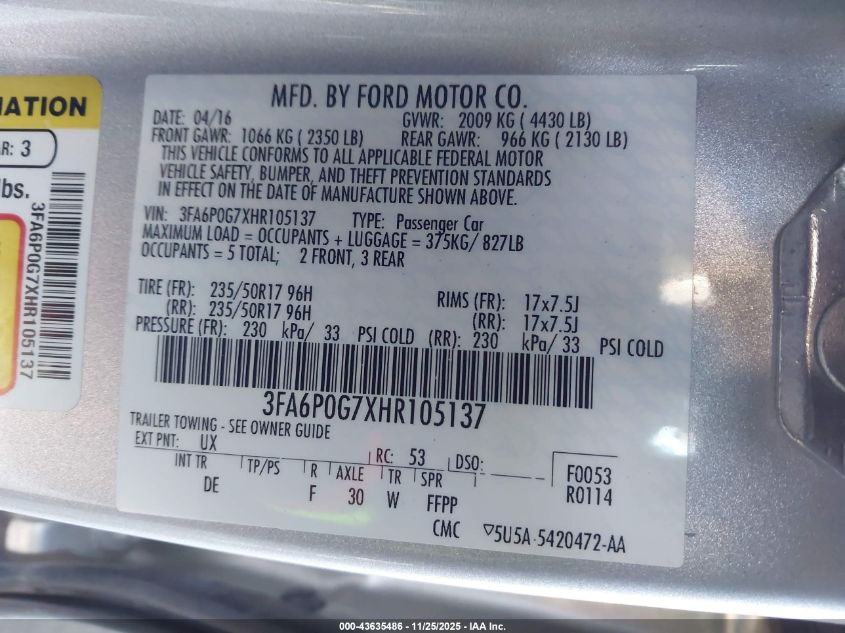 MATION
AR: 3
lbs.
3FA6P0G7XHR105137
MFD. BY FORD MOTOR CO.
DATE: 04/16 GVWR: 2009 KG ( 4430 LB)
FRONT GAWR: 1066 KG ( 2350 LB) REAR GAWR: 966 KG ( 2130 LB)
THIS VEHICLE CONFORMS TO ALL APPLICABLE FEDERAL MOTOR
VEHICLE SAFETY, BUMPER, AND THEFT PREVENTION STANDARDS
IN EFFECT ON THE DATE OF MANUFACTURE SHOWN ABOVE.
VIN: 3FA6P0G7XHR105137 TYPE: Passenger Car
MAXIMUM LOAD = OCCUPANTS + LUGGAGE = 375KG/ 827LB
OCCUPANTS = 5 TOTAL; 2 FRONT, 3 REAR
TIRE (FR): 235/50R17 96H RIMS (FR): 17x7.5J
(RR): 235/50R17 96H (RR): 17x7.5J
PRESSURE (FR): 230 kPa/ 33 PSI COLD (RR): 230 kPa/ 33 PSI COLD
3FA6P0G7XHR105137
TRAILER TOWING - SEE OWNER GUIDE
EXT PNT: UX RC: 53 DSO:
INT TR TP/PS R AXLE TR SPR F0053
DE F 30 W FFPP R0114
CMC 5U5A-5420472-AA
000-43635486 - 11/25/2025 - IAA Inc.